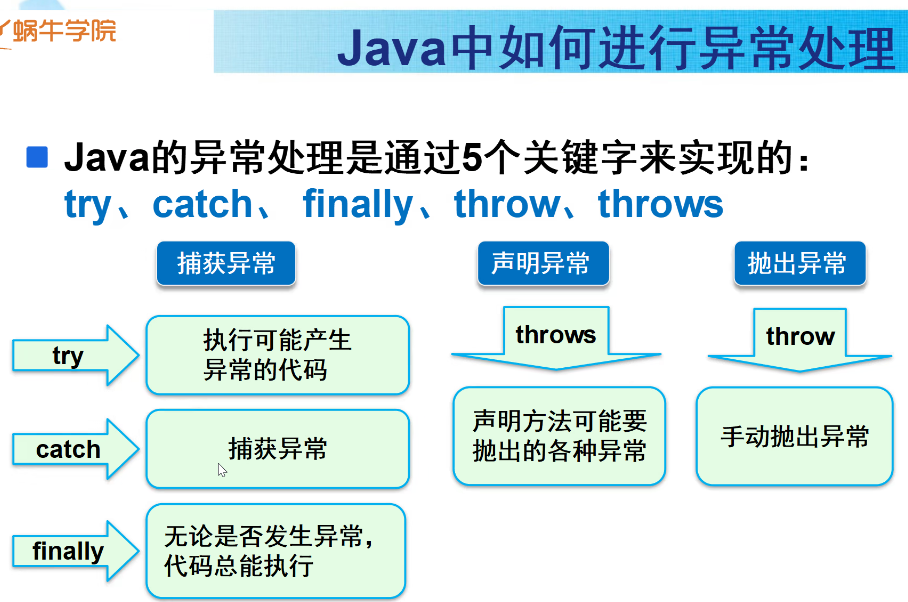 蜗牛学院
Java中如何进行异常处理
Java的异常处理是通过5个关键字来实现的：
try、catch、 finally、throw、throws
捕获异常
声明异常
抛出异常
try
执行可能产生
异常的代码
catch
捕获异常
finally
无论是否发生异常，
代码总能执行
throws
声明方法可能要
抛出的各种异常
throw
手动抛出异常